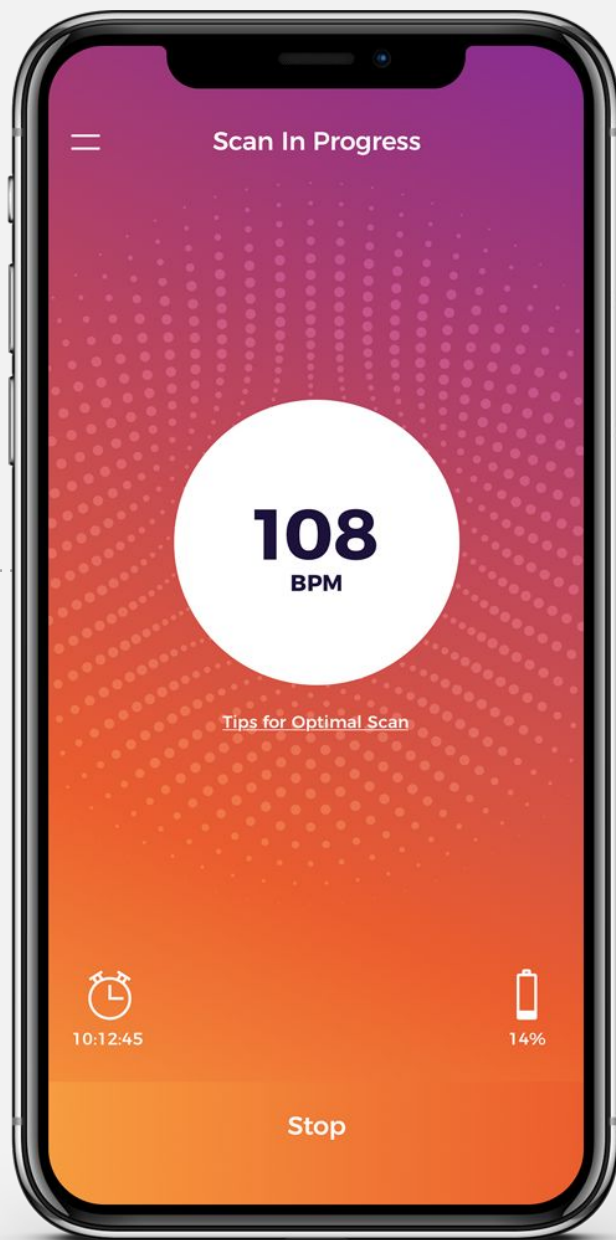 Scan In Progress
108
BPM
Tips for Optimal Scan
10:12:45
14%
Stop